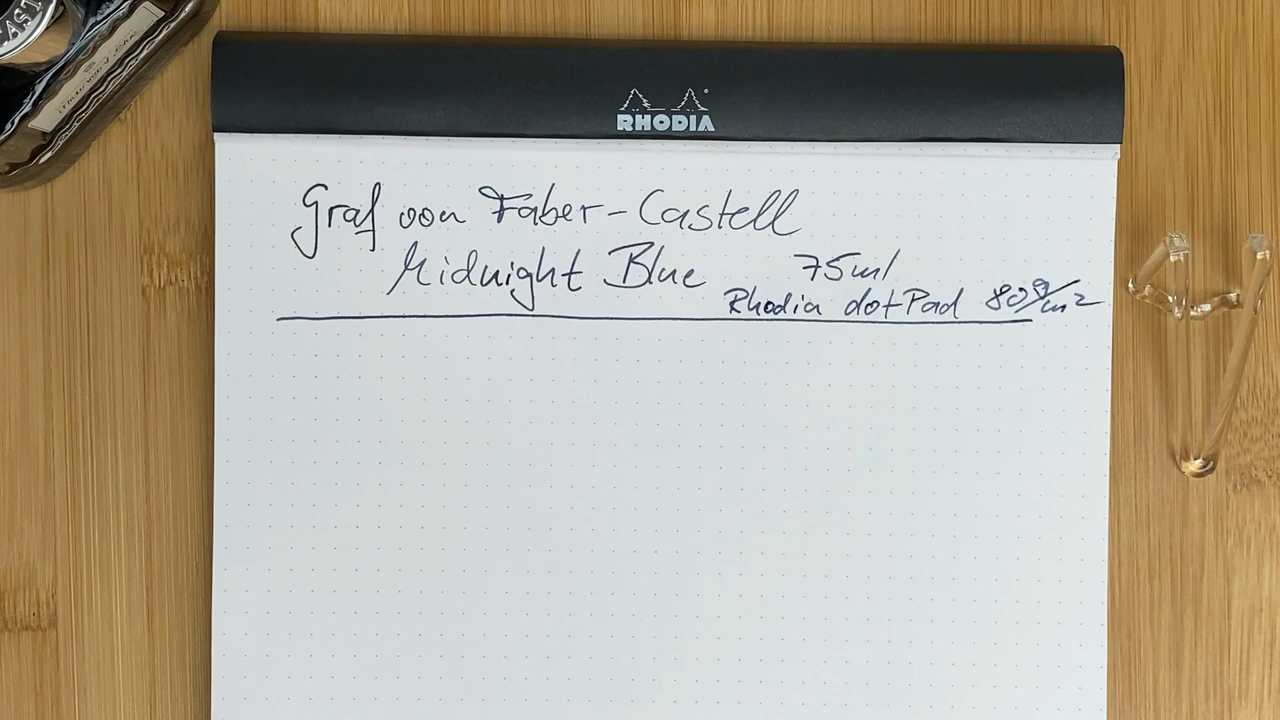 RHODIA
Graf von Faber-Castell
Midnight Blue 75ml
Rhodia dotPad 80g/m²